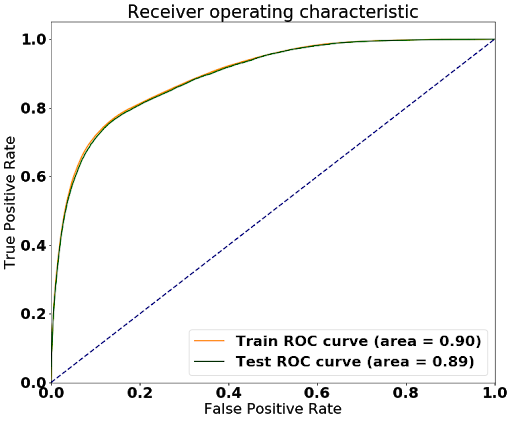 Receiver operating characteristic
True Positive Rate
1.0
0.8
0.6
0.4
0.2
0.0
0.0 0.2 0.4 0.6 0.8 1.0
False Positive Rate
Train ROC curve (area = 0.90)
Test ROC curve (area = 0.89)